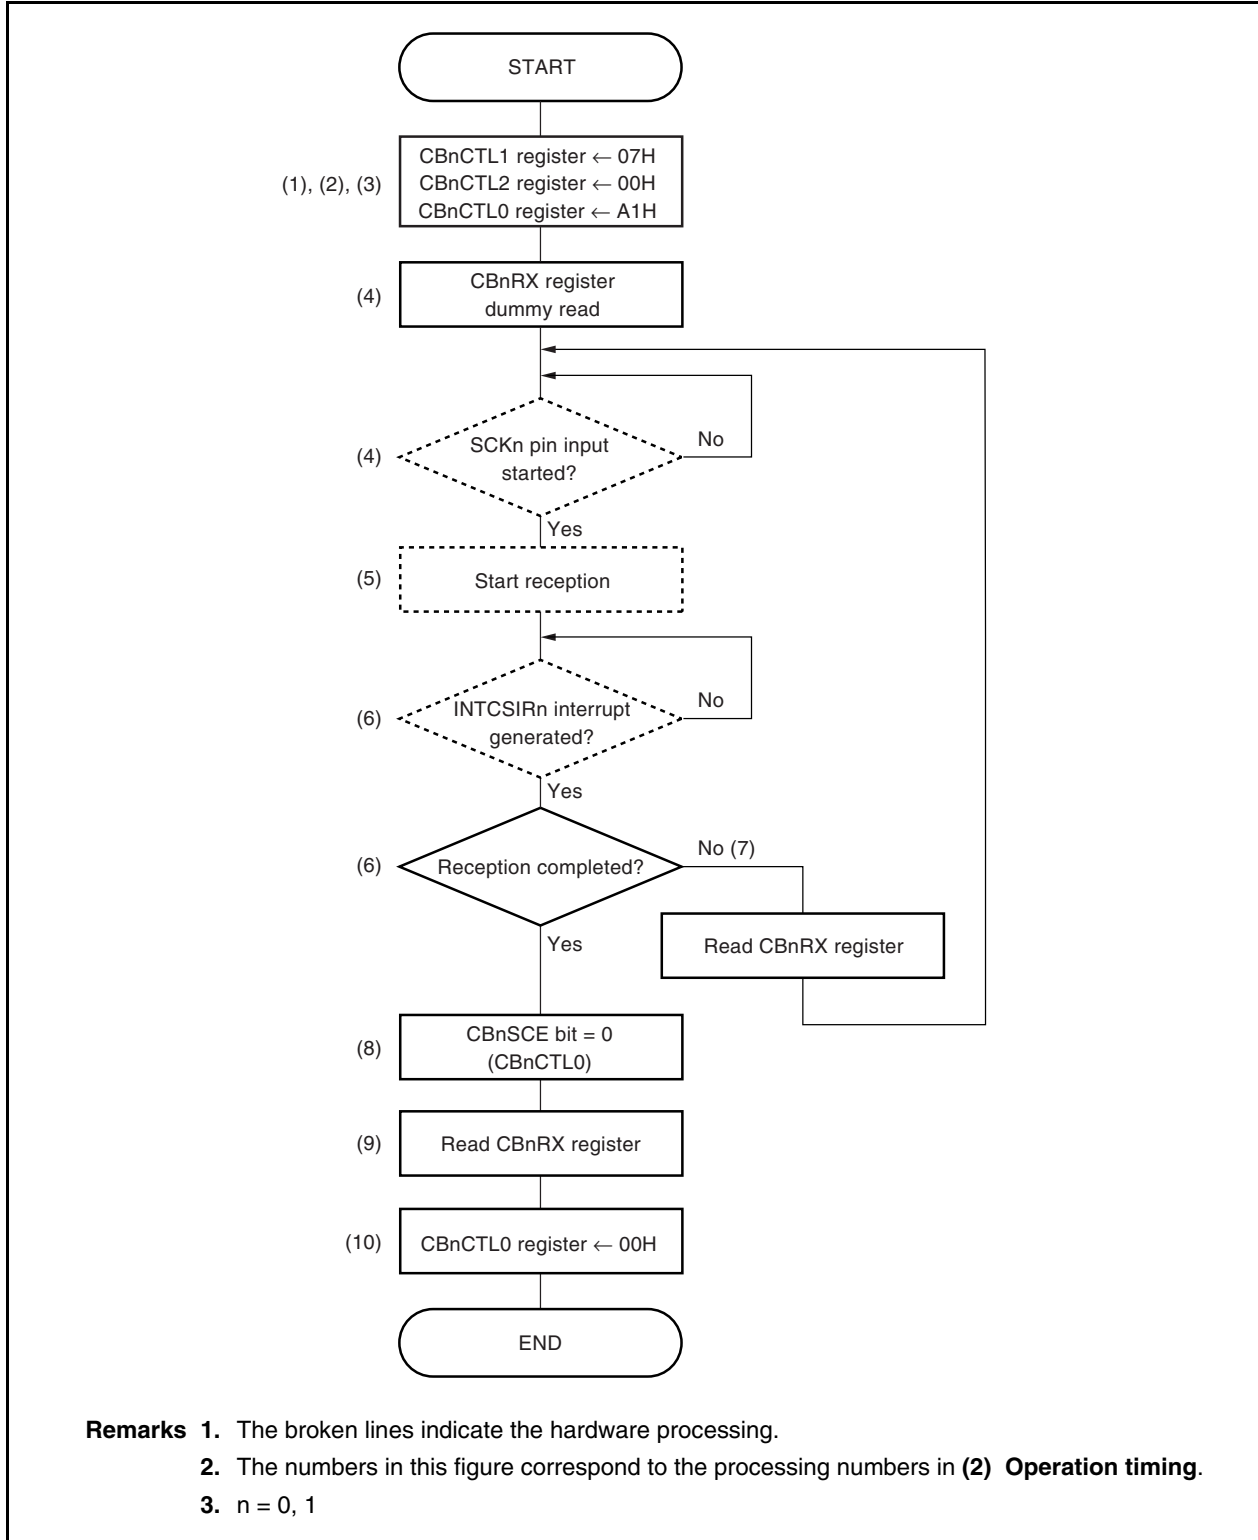 START
(1), (2), (3)
CBnCTL1 register ← 07H
CBnCTL2 register ← 00H
CBnCTL0 register ← A1H
(4)
CBnRX register
dummy read
(4)
SCKn pin input
started?
No
Yes
(5)
Start reception
(6)
INTCSIRn interrupt
generated?
No
Yes
(6)
Reception completed?
No (7)
Yes
Read CBnRX register
(8)
CBnSCE bit = 0
(CBnCTL0)
(9)
Read CBnRX register
(10)
CBnCTL0 register ← 00H
END
Remarks 1. The broken lines indicate the hardware processing.
2. The numbers in this figure correspond to the processing numbers in (2) Operation timing.
3. n = 0, 1